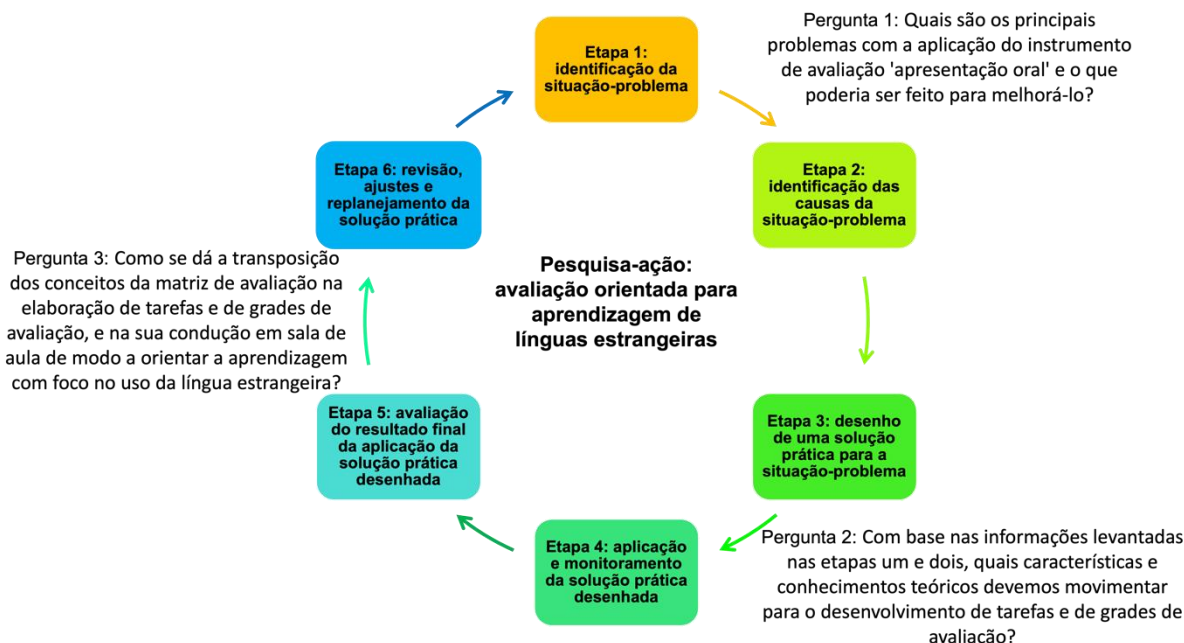 Etapa 1:
identificação da
situação-problema
Pergunta 1: Quais são os principais
problemas com a aplicação do instrumento
de avaliação 'apresentação oral' e o que
poderia ser feito para melhorá-lo?
Etapa 2:
identificação das
causas da
situação-problema
Etapa 3: desenho
de uma solução
prática para a
situação-problema
Pergunta 2: Com base nas informações levantadas
nas etapas um e dois, quais características e
conhecimentos teóricos devemos movimentar
para o desenvolvimento de tarefas e de grades de
avaliação?
Etapa 4: aplicação
e monitoramento
da solução prática
desenhada
Etapa 5: avaliação
do resultado final
da aplicação da
solução prática
desenhada
Pergunta 3: Como se dá a transposição
dos conceitos da matriz de avaliação na
elaboração de tarefas e de grades de
avaliação, e na sua condução em sala de
aula de modo a orientar a aprendizagem
com foco no uso da língua estrangeira?
Etapa 6: revisão,
ajustes e
replanejamento da
solução prática
Pesquisa-ação:
avaliação orientada para
aprendizagem de
línguas estrangeiras